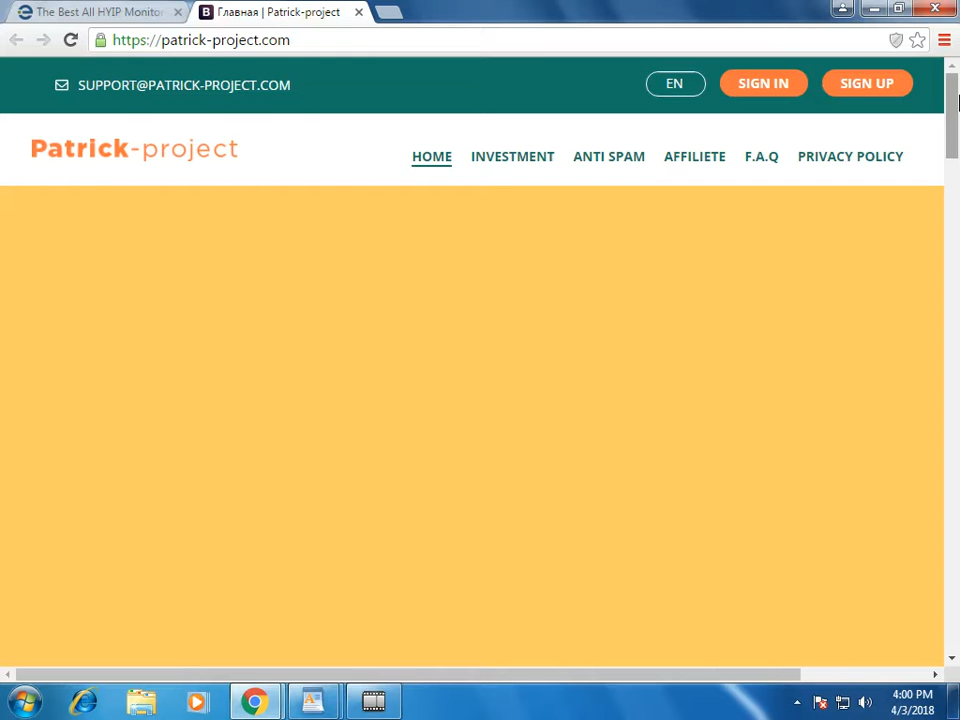 The Best All HYIP Monitor
Главная | Patrick-project
https://patrick-project.com
SUPPORT@PATRICK-PROJECT.COM
EN
SIGN IN
SIGN UP
Patrick-project
HOME
INVESTMENT
ANTI SPAM
AFFILIETE
F.A.Q
PRIVACY POLICY
4:00 PM
4/3/2018